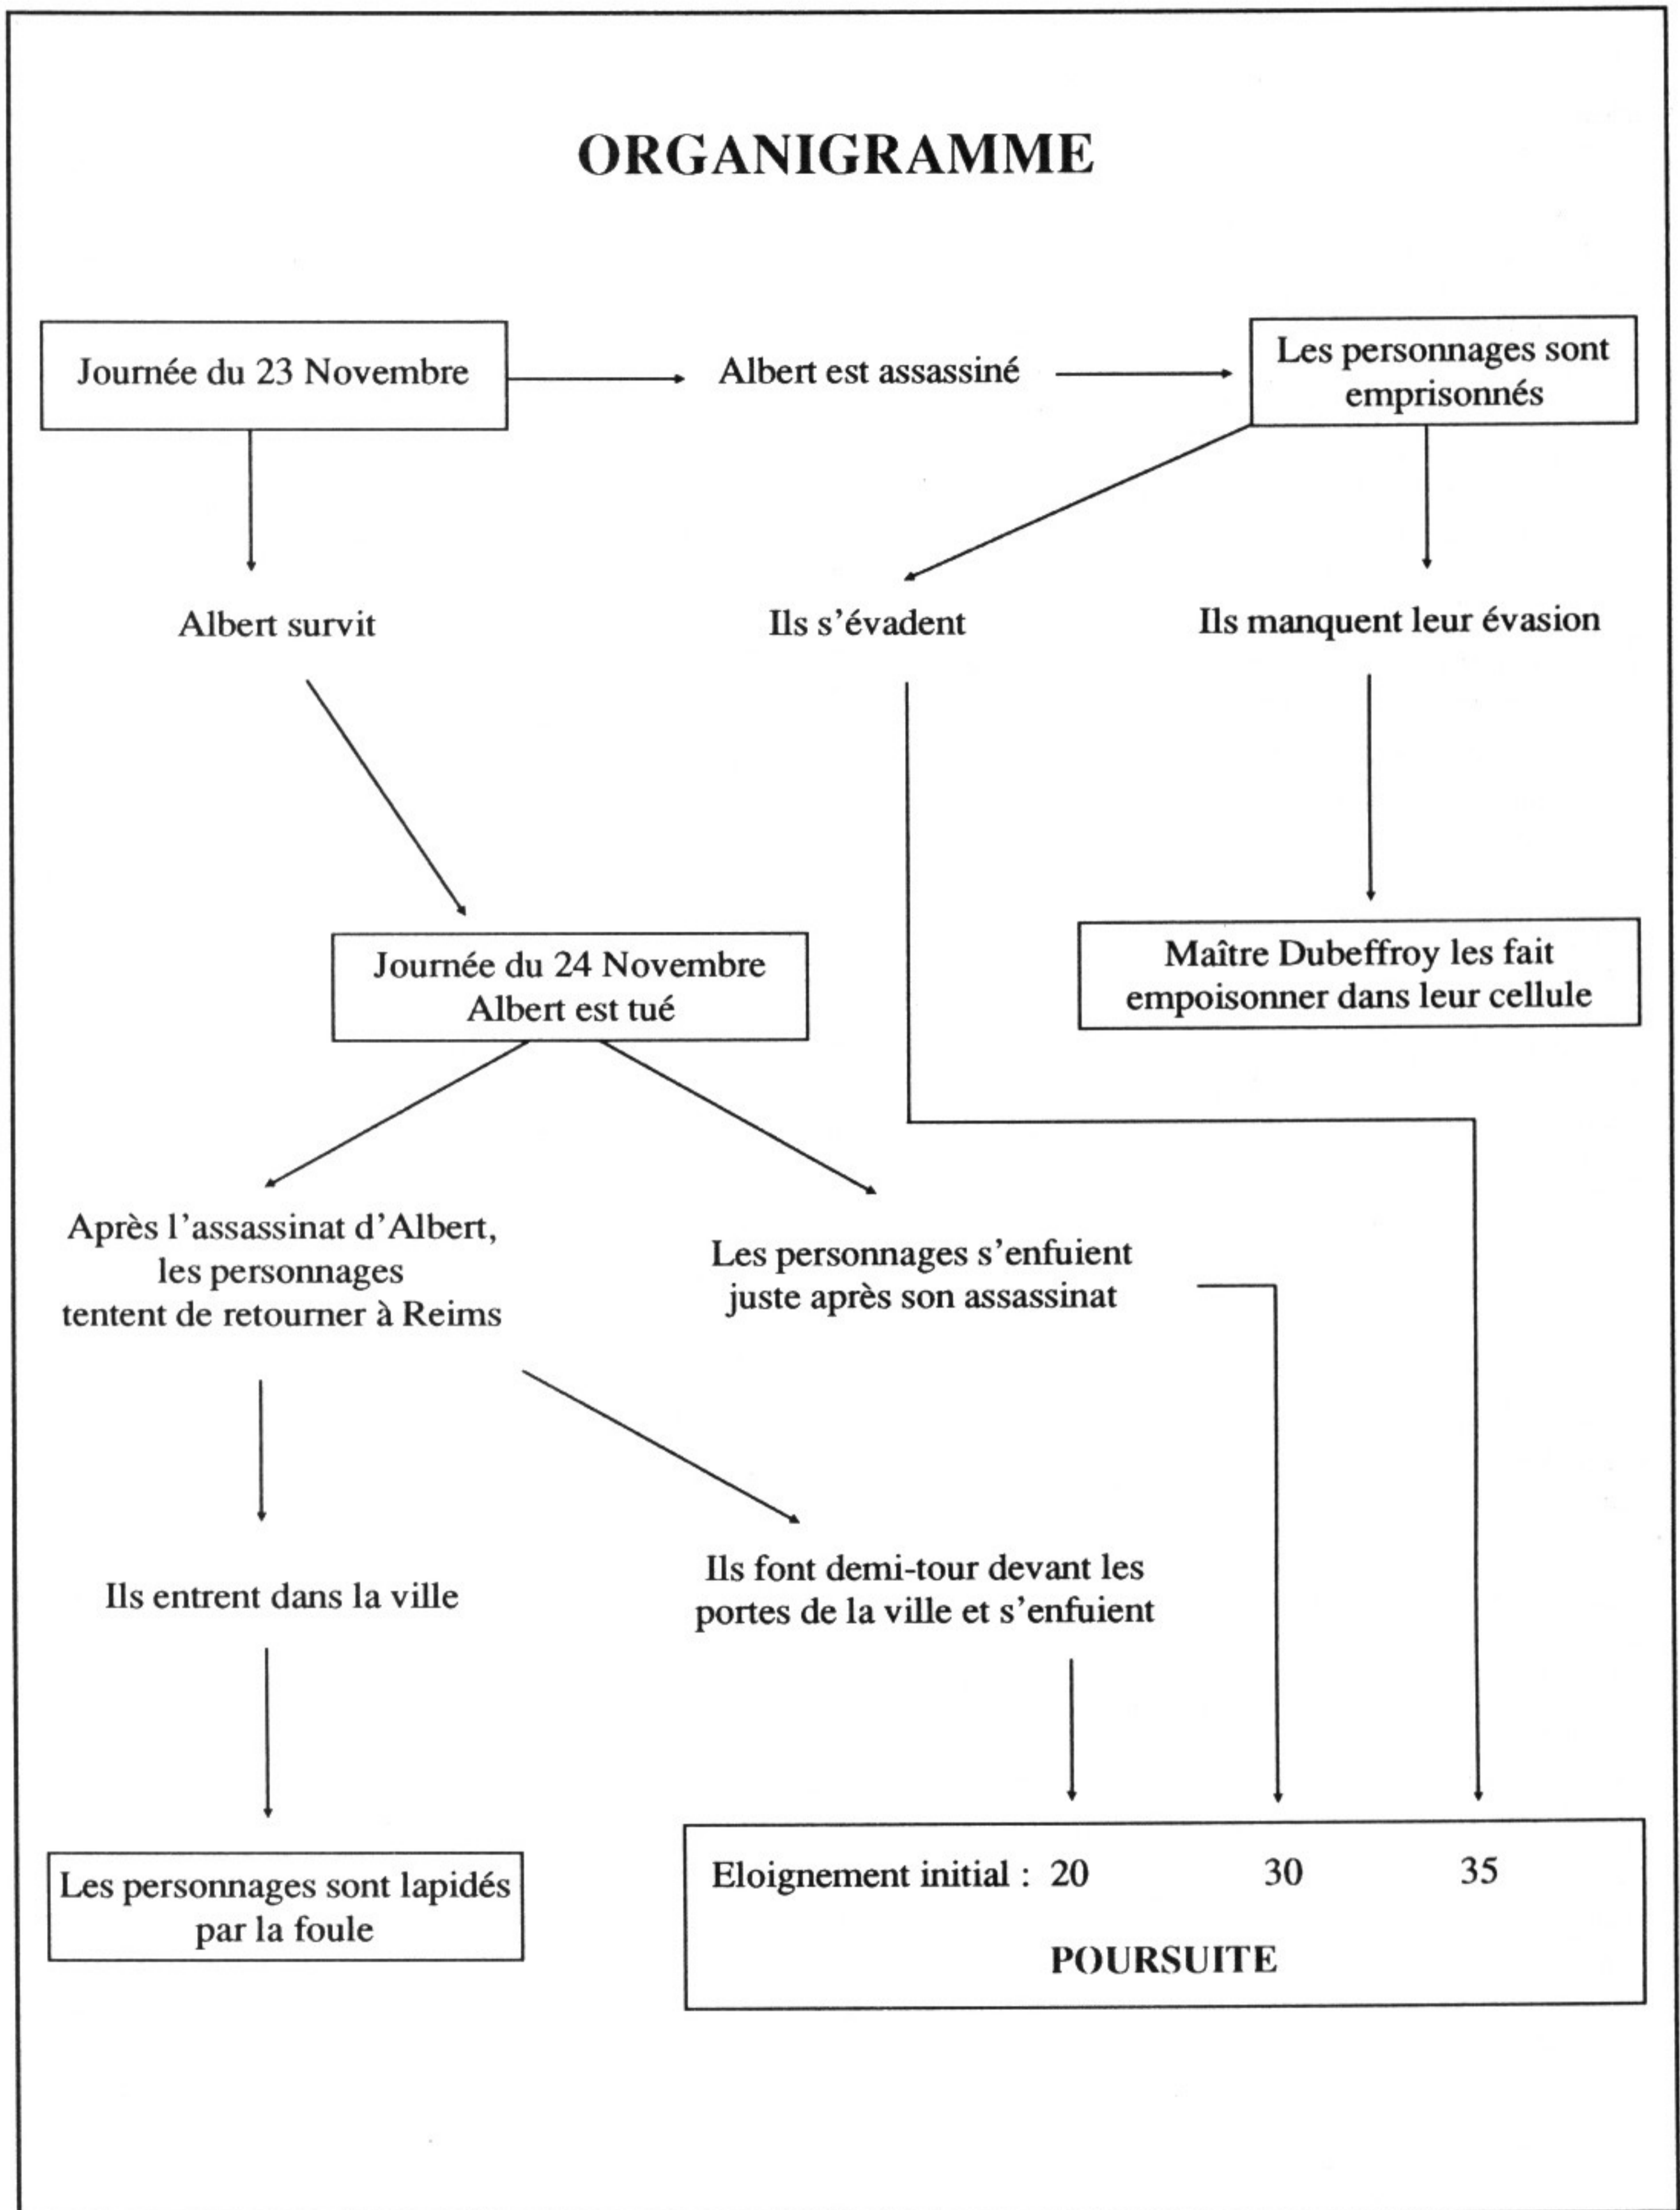 ORGANIGRAMME
Journée du 23 Novembre
Albert est assassiné
Les personnages sont
emprisonnés
Albert survit
Ils s'évadent
Ils manquent leur évasion
Journée du 24 Novembre
Albert est tué
Maître Dubeffroy les fait
empoisonner dans leur cellule
Après l'assassinat d'Albert,
les personnages
tentent de retourner à Reims
Les personnages s'enfuient
juste après son assassinat
Ils entrent dans la ville
Ils font demi-tour devant les
portes de la ville et s'enfuient
Les personnages sont lapidés
par la foule
Eloignement initial : 20 30 35
POURSUITE